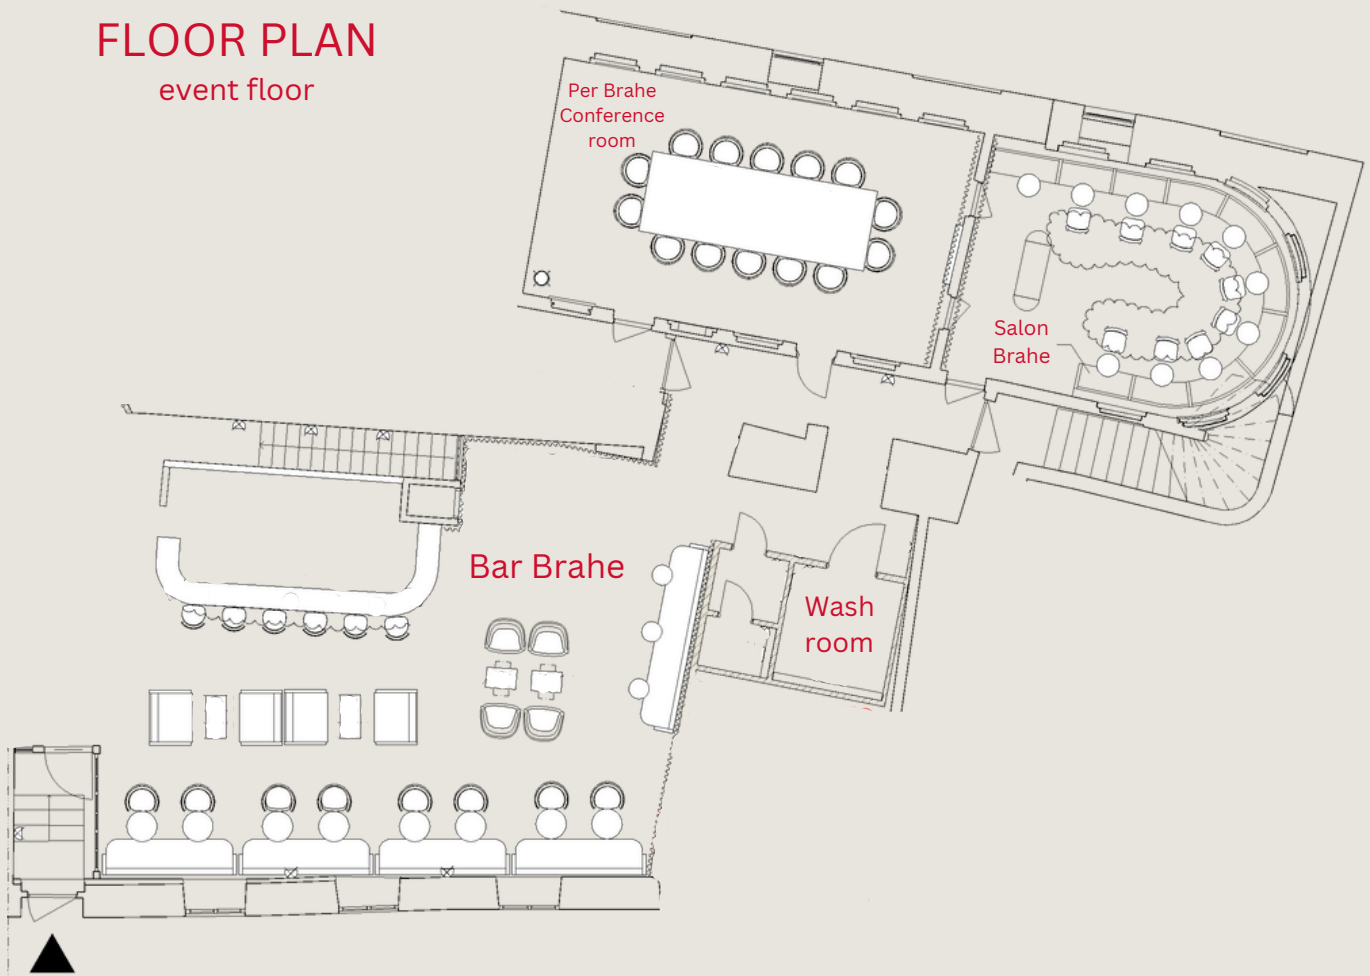 FLOOR PLAN
event floor
Per Brahe
Conference
room
Salon
Brahe
Bar Brahe
Wash
room